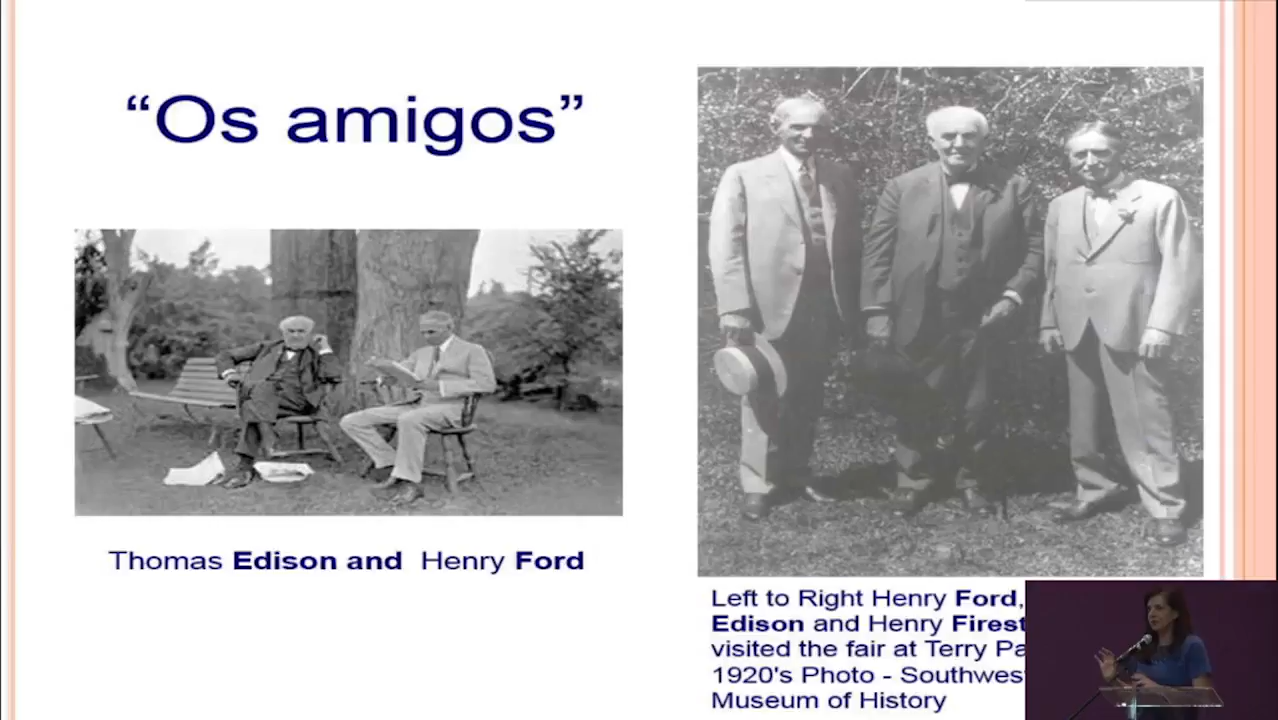 “Os amigos”
Thomas Edison and Henry Ford
Left to Right Henry Ford,
Edison and Henry
visited the fair at Terry
1920's Photo -
Museum of History